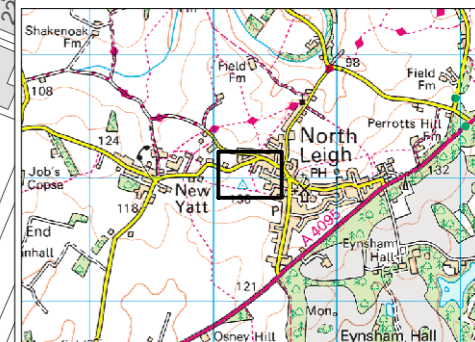 22
Shakenoak
Fm
Field
Fm
98
Field
Fm
108
Perrotts Hill
Fm
North
Leigh
124
PH
132
Job's
Copse
New
Yatt
118
P
A 4095
End
Eynsham
Hall
nhall
121
Mon
Osney Hill
Eynsham Hall